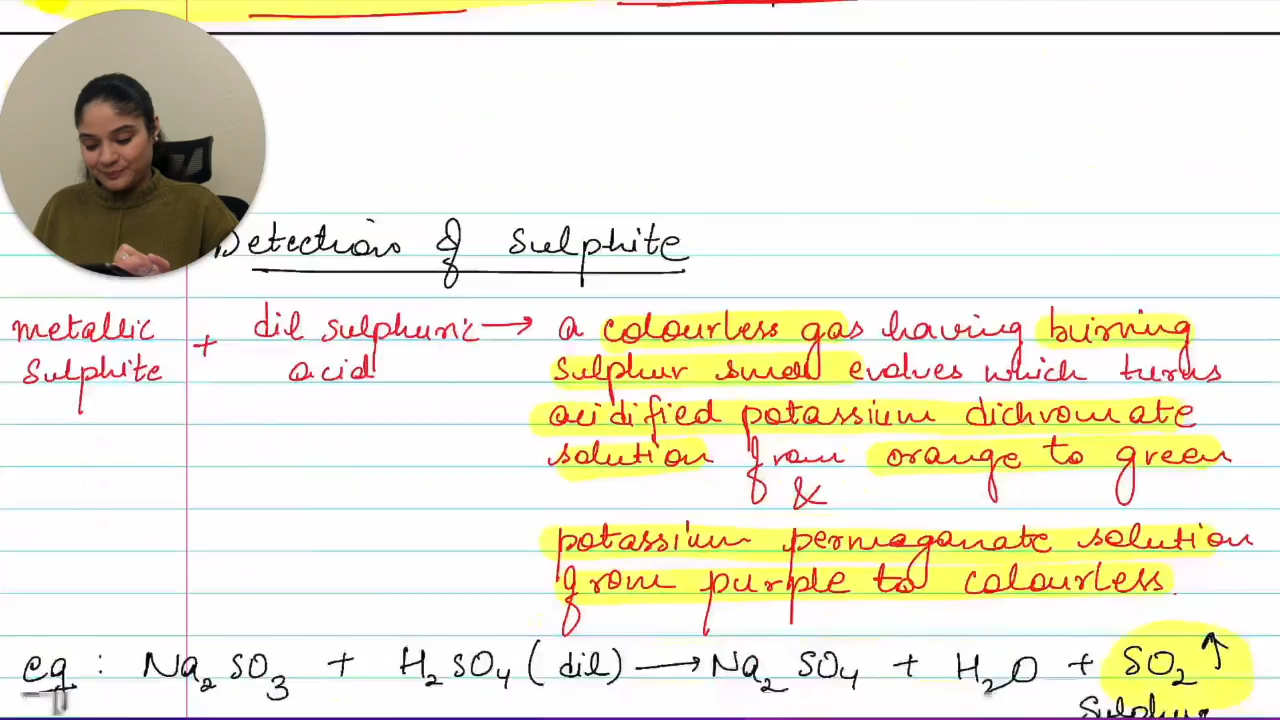 Detection of Sulphite
metallic + dil sulphuric → a colourless gas having burning
sulphite acid sulphur smell evolves which turns
acidified potassium dichromate
solution from orange to green
&
potassium permaganate solution
from purple to colourless.
eg : Na₂SO₃ + H₂SO₄ (dil) → Na₂SO₄ + H₂O + SO₂↑